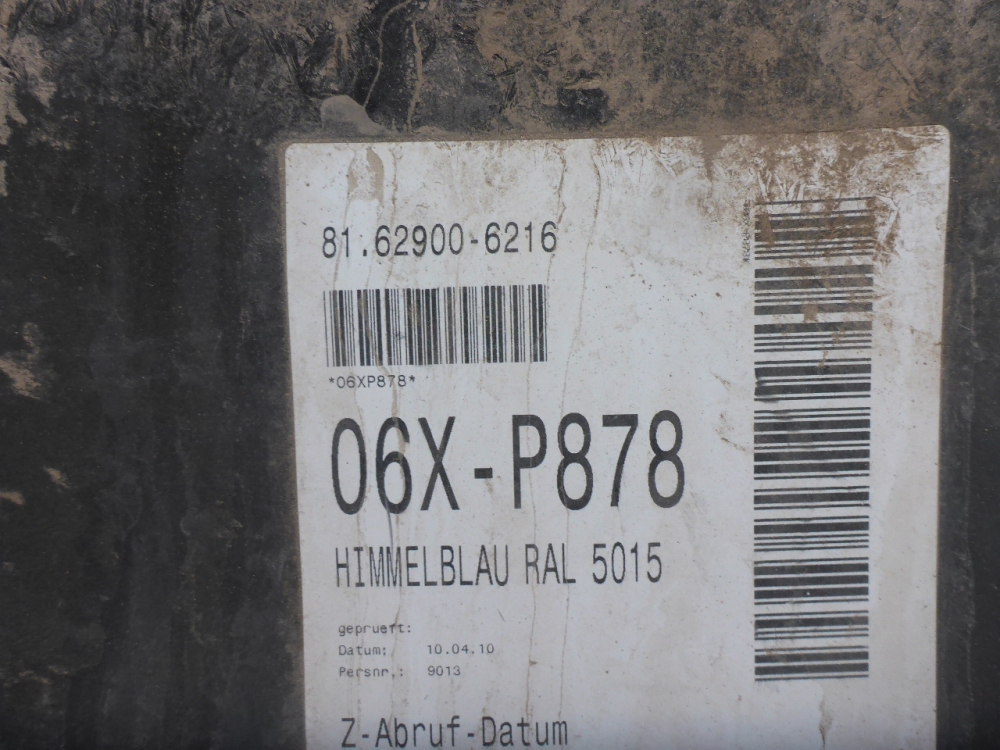 81.62900-6216
*06XP878*
06X-P878
HIMMELBLAU RAL 5015
geprueft:
Datum: 10.04.10
Persnr.: 9013
Z-Abruf-Datum